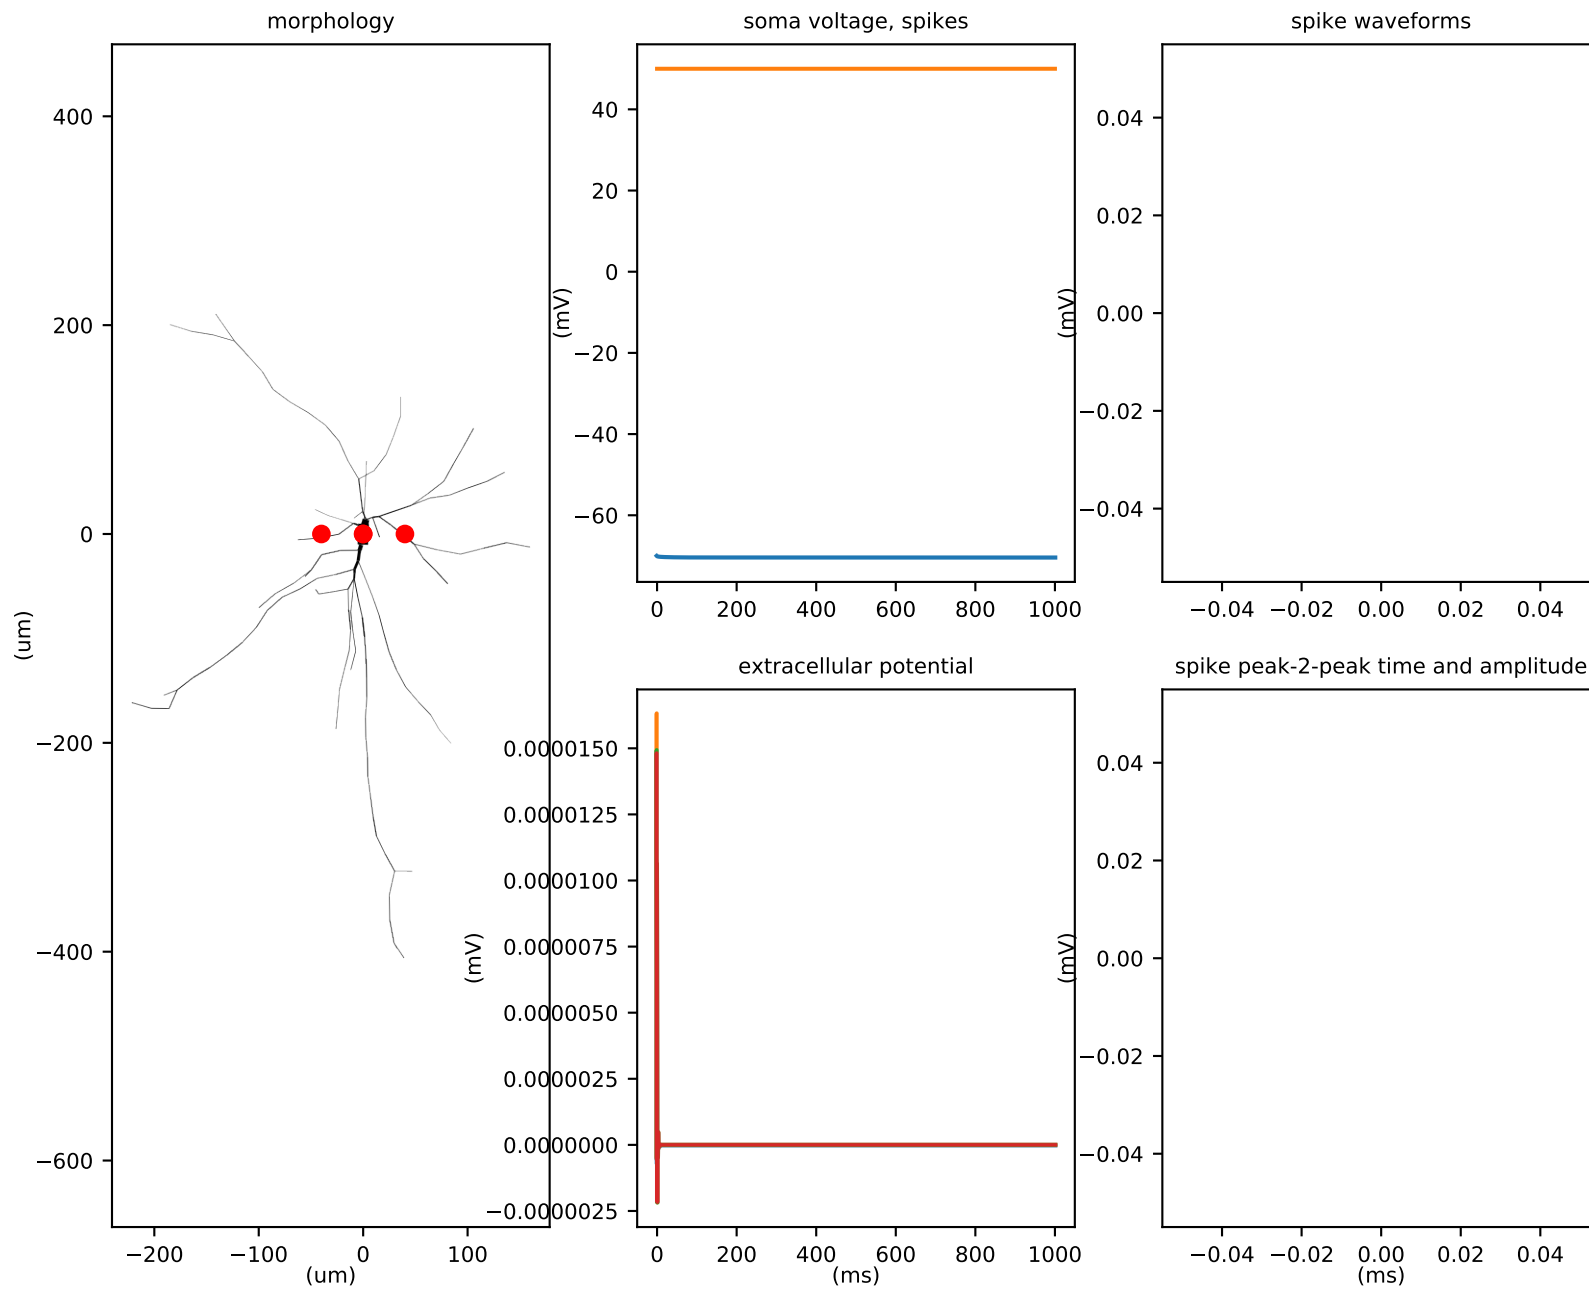 morphology
400
200
0
−200
−400
−600
(um)
−200 −100 0 100
(um)
soma voltage, spikes
40
20
0
−20
−40
−60
(mV)
0 200 400 600 800 1000
spike waveforms
0.04
0.02
0.00
−0.02
−0.04
(mV)
−0.04 −0.02 0.00 0.02 0.04
extracellular potential
0.0000150
0.0000125
0.0000100
0.0000075
0.0000050
0.0000025
0.0000000
−0.0000025
(mV)
0 200 400 600 800 1000
(ms)
spike peak-2-peak time and amplitude
0.04
0.02
0.00
−0.02
−0.04
(mV)
−0.04 −0.02 0.00 0.02 0.04
(ms)